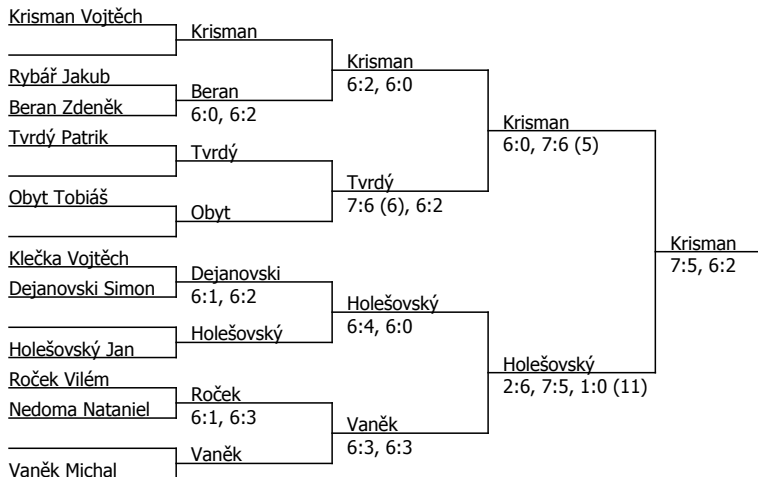 Krisman Vojtěch
Rybář Jakub
Beran Zdeněk
Tvrdý Patrik
Obyt Tobiáš
Klečka Vojtěch
Dejanovski Simon
Holešovský Jan
Roček Vilém
Nedoma Nataniel
Vaněk Michal
Krisman
Beran
6:0, 6:2
Tvrdý
Obyt
Dejanovski
6:1, 6:2
Holešovský
Roček
6:1, 6:3
Vaněk
Krisman
6:2, 6:0
Tvrdý
7:6 (6), 6:2
Holešovský
6:4, 6:0
Vaněk
6:3, 6:3
Krisman
6:0, 7:6 (5)
Holešovský
2:6, 7:5, 1:0 (11)
Krisman
7:5, 6:2